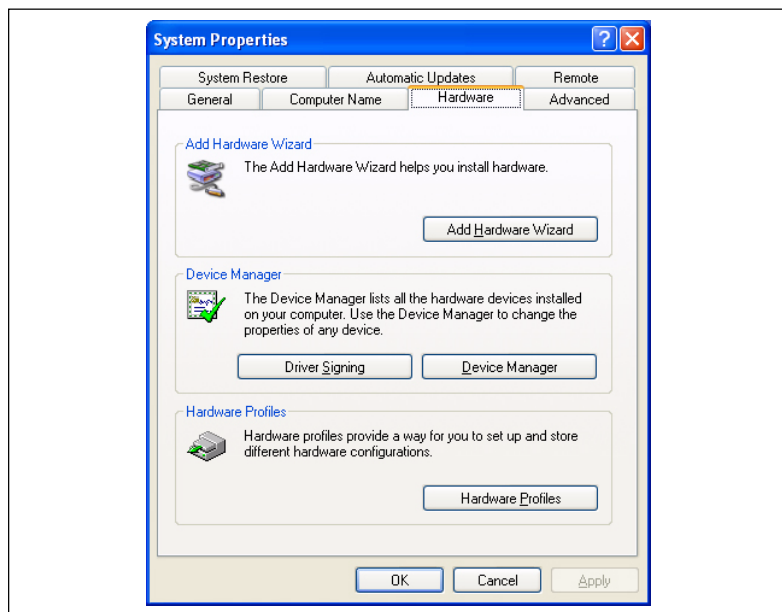 System Properties
System Restore
Automatic Updates
Remote
General
Computer Name
Hardware
Advanced
Add Hardware Wizard
The Add Hardware Wizard helps you install hardware.
Add Hardware Wizard
Device Manager
The Device Manager lists all the hardware devices installed
on your computer. Use the Device Manager to change the
properties of any device.
Driver Signing
Device Manager
Hardware Profiles
Hardware profiles provide a way for you to set up and store
different hardware configurations.
Hardware Profiles
OK
Cancel
Apply